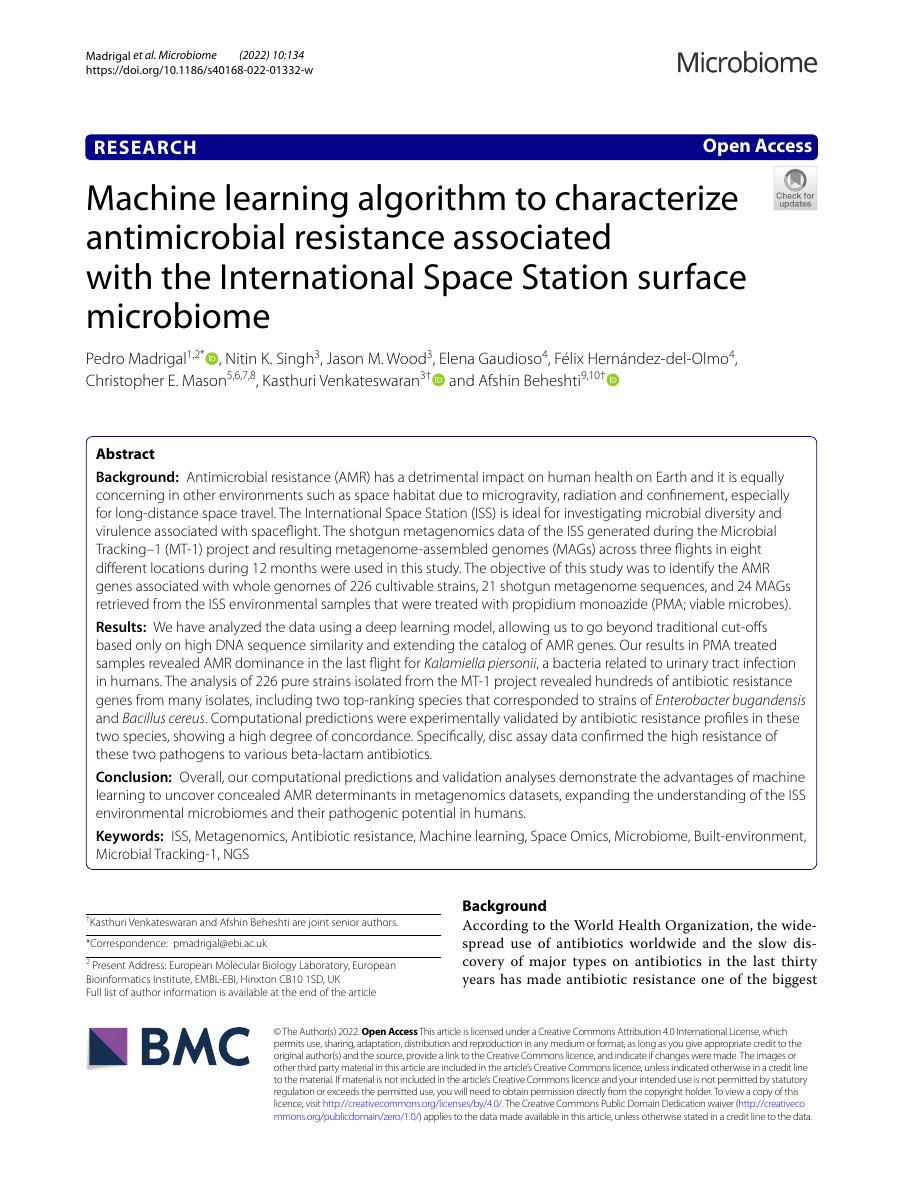 Madrigal et al. Microbiome (2022) 10:134
https://doi.org/10.1186/s40168-022-01332-w
Microbiome
RESEARCH
Open Access
Check for
updates
Machine learning algorithm to characterize
antimicrobial resistance associated
with the International Space Station surface
microbiome
Pedro Madrigal1,2*, Nitin K. Singh3, Jason M. Wood3, Elena Gaudioso4, Félix Hernández-del-Olmo4,
Christopher E. Mason5,6,7,8, Kasthuri Venkateswaran3† and Afshin Beheshti9,10†
Abstract
Background: Antimicrobial resistance (AMR) has a detrimental impact on human health on Earth and it is equally
concerning in other environments such as space habitat due to microgravity, radiation and confinement, especially
for long-distance space travel. The International Space Station (ISS) is ideal for investigating microbial diversity and
virulence associated with spaceflight. The shotgun metagenomics data of the ISS generated during the Microbial
Tracking–1 (MT-1) project and resulting metagenome-assembled genomes (MAGs) across three flights in eight
different locations during 12 months were used in this study. The objective of this study was to identify the AMR
genes associated with whole genomes of 226 cultivable strains, 21 shotgun metagenome sequences, and 24 MAGs
retrieved from the ISS environmental samples that were treated with propidium monoazide (PMA; viable microbes).
Results: We have analyzed the data using a deep learning model, allowing us to go beyond traditional cut-offs
based only on high DNA sequence similarity and extending the catalog of AMR genes. Our results in PMA treated
samples revealed AMR dominance in the last flight for Kalamiella piersonii, a bacteria related to urinary tract infection
in humans. The analysis of 226 pure strains isolated from the MT-1 project revealed hundreds of antibiotic resistance
genes from many isolates, including two top-ranking species that corresponded to strains of Enterobacter bugandensis
and Bacillus cereus. Computational predictions were experimentally validated by antibiotic resistance profiles in these
two species, showing a high degree of concordance. Specifically, disc assay data confirmed the high resistance of
these two pathogens to various beta-lactam antibiotics.
Conclusion: Overall, our computational predictions and validation analyses demonstrate the advantages of machine
learning to uncover concealed AMR determinants in metagenomics datasets, expanding the understanding of the ISS
environmental microbiomes and their pathogenic potential in humans.
Keywords: ISS, Metagenomics, Antibiotic resistance, Machine learning, Space Omics, Microbiome, Built-environment,
Microbial Tracking-1, NGS
†Kasthuri Venkateswaran and Afshin Beheshti are joint senior authors.
*Correspondence: pmadrigal@ebi.ac.uk
2 Present Address: European Molecular Biology Laboratory, European
Bioinformatics Institute, EMBL-EBI, Hinxton CB10 1SD, UK
Full list of author information is available at the end of the article
Background
According to the World Health Organization, the wide-
spread use of antibiotics worldwide and the slow dis-
covery of major types on antibiotics in the last thirty
years has made antibiotic resistance one of the biggest
BMC
© The Author(s) 2022. Open Access This article is licensed under a Creative Commons Attribution 4.0 International License, which
permits use, sharing, adaptation, distribution and reproduction in any medium or format, as long as you give appropriate credit to the
original author(s) and the source, provide a link to the Creative Commons licence, and indicate if changes were made. The images or
other third party material in this article are included in the article's Creative Commons licence, unless indicated otherwise in a credit line
to the material. If material is not included in the article's Creative Commons licence and your intended use is not permitted by statutory
regulation or exceeds the permitted use, you will need to obtain permission directly from the copyright holder. To view a copy of this
licence, visit http://creativecommons.org/licenses/by/4.0/. The Creative Commons Public Domain Dedication waiver (http://creativeco
mmons.org/publicdomain/zero/1.0/) applies to the data made available in this article, unless otherwise stated in a credit line to the data.